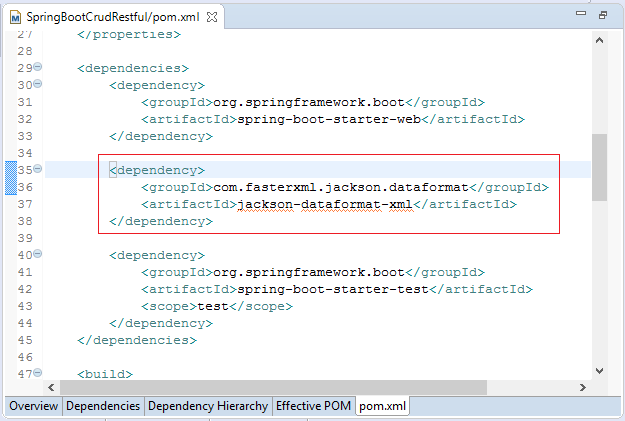 SpringBootCrudRestful/pom.xml
27 </properties>
28
29 <dependencies>
30 <dependency>
31 <groupId>org.springframework.boot</groupId>
32 <artifactId>spring-boot-starter-web</artifactId>
33 </dependency>
34
35 <dependency>
36 <groupId>com.fasterxml.jackson.dataformat</groupId>
37 <artifactId>jackson-dataformat-xml</artifactId>
38 </dependency>
39
40 <dependency>
41 <groupId>org.springframework.boot</groupId>
42 <artifactId>spring-boot-starter-test</artifactId>
43 <scope>test</scope>
44 </dependency>
45 </dependencies>
46
47 <build>
Overview Dependencies Dependency Hierarchy Effective POM pom.xml